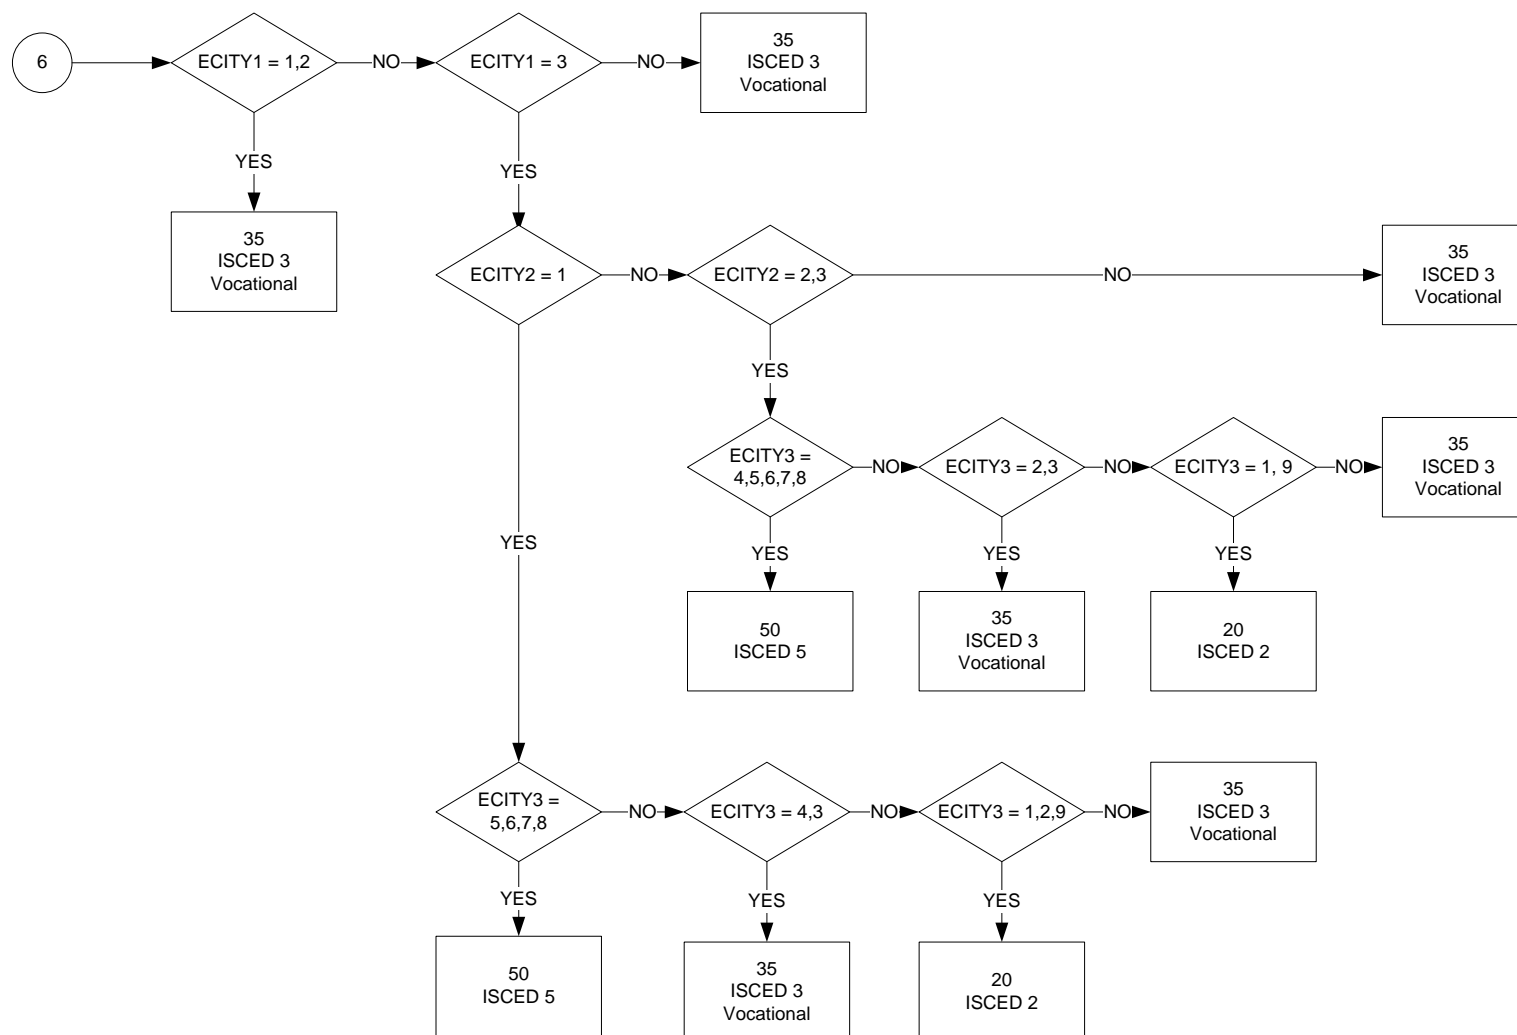 6
ECITY1 = 1,2
NO
ECITY1 = 3
NO
35
ISCED 3
Vocational
YES
YES
35
ISCED 3
Vocational
ECITY2 = 1
NO
ECITY2 = 2,3
NO
35
ISCED 3
Vocational
YES
YES
ECITY3 =
4,5,6,7,8
NO
ECITY3 = 2,3
NO
ECITY3 = 1, 9
NO
35
ISCED 3
Vocational
YES
YES
YES
50
ISCED 5
35
ISCED 3
Vocational
20
ISCED 2
ECITY3 =
5,6,7,8
NO
ECITY3 = 4,3
NO
ECITY3 = 1,2,9
NO
35
ISCED 3
Vocational
YES
YES
YES
50
ISCED 5
35
ISCED 3
Vocational
20
ISCED 2